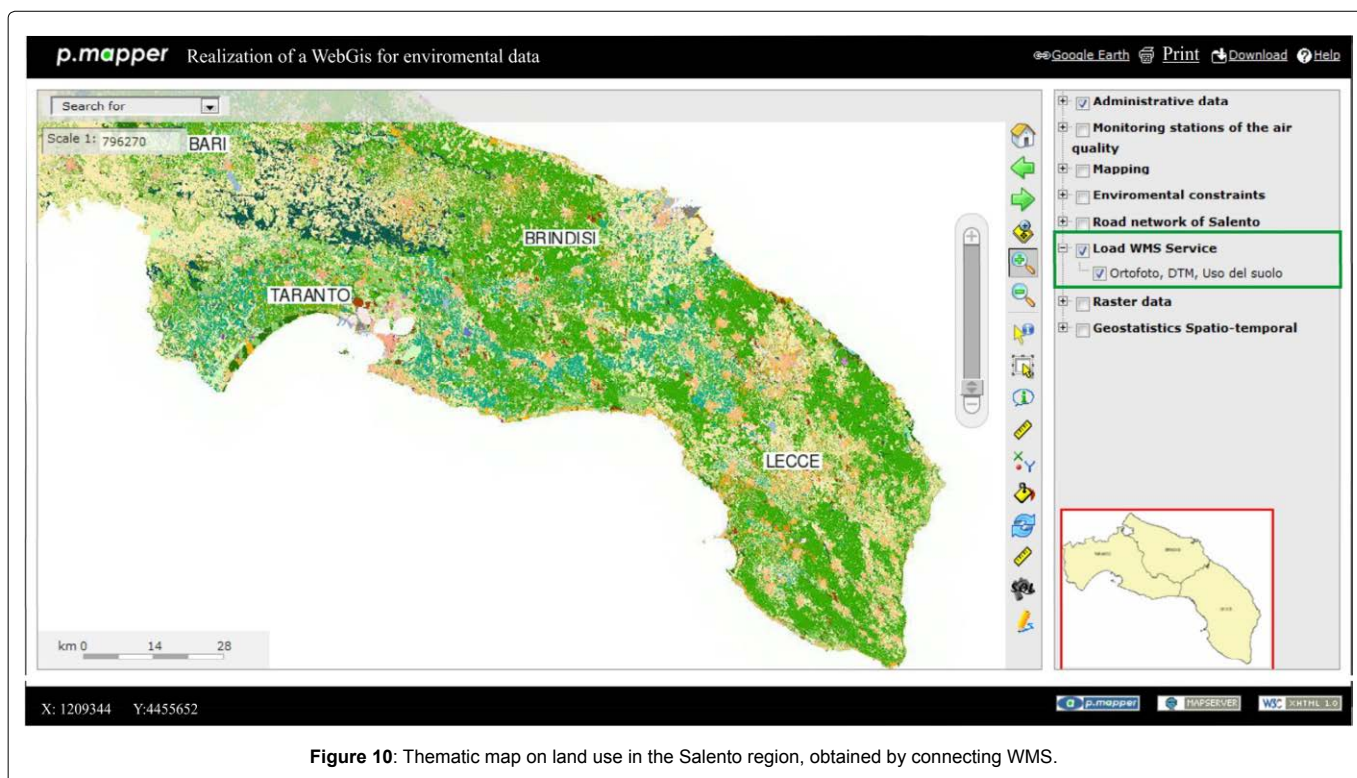 p.mapper Realization of a WebGis for enviromental data
Google Earth Print Download Help
Search for
Scale 1: 796270
BARI
BRINDISI
TARANTO
LECCE
km 0 14 28
SQL
Administrative data
Monitoring stations of the air
quality
Mapping
Enviromental constraints
Road network of Salento
Load WMS Service
Ortofoto, DTM, Uso del suolo
Raster data
Geostatistics Spatio-temporal
X: 1209344 Y:4455652
p.mapper MAPSERVER W3C XHTML 1.0
Figure 10: Thematic map on land use in the Salento region, obtained by connecting WMS.